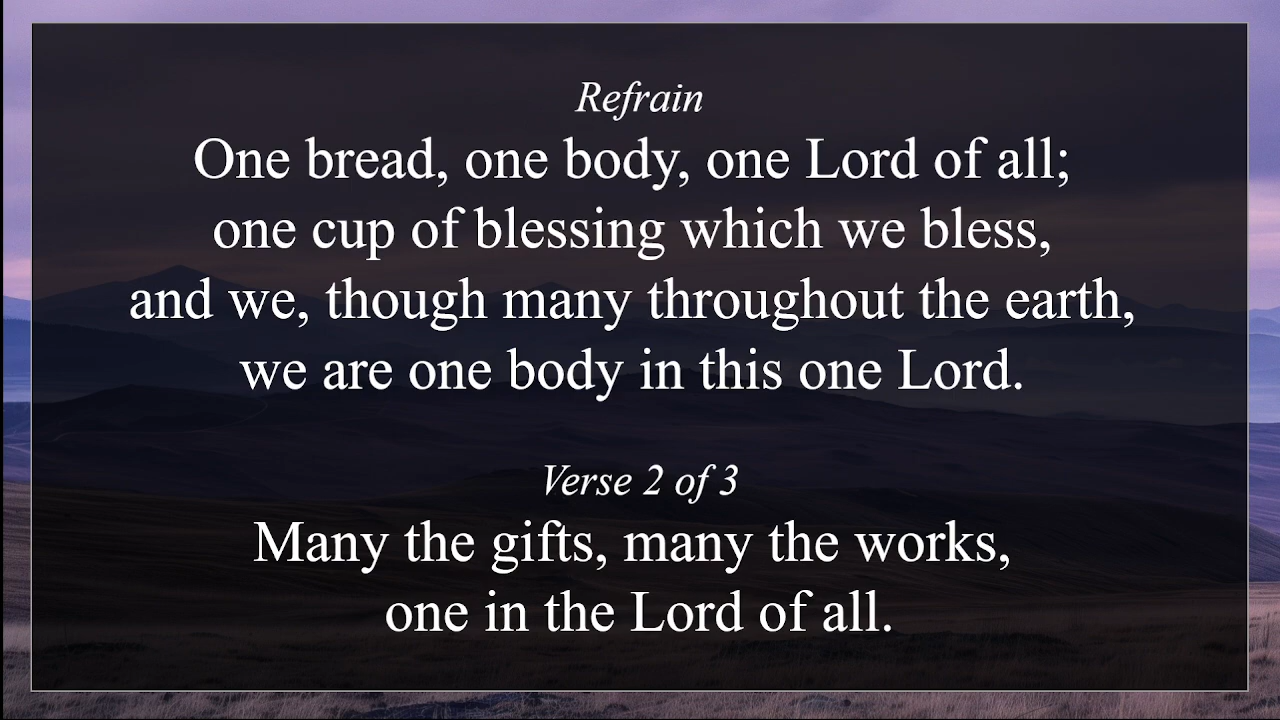 Refrain
One bread, one body, one Lord of all;
one cup of blessing which we bless,
and we, though many throughout the earth,
we are one body in this one Lord.
Verse 2 of 3
Many the gifts, many the works,
one in the Lord of all.